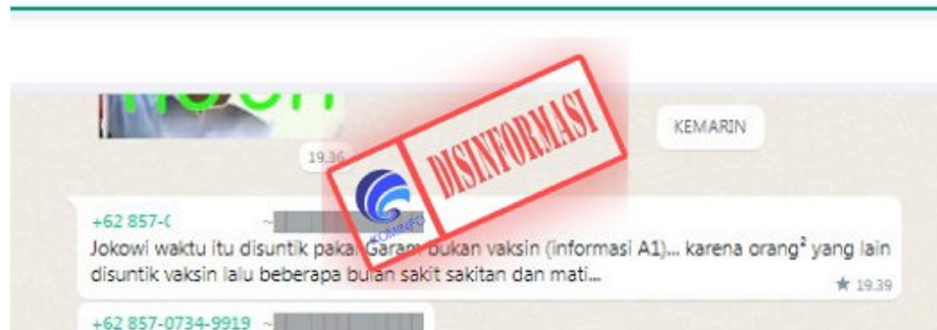 KEMARIN
19.36
DISINFORMASI
KOMINFO
+62 857-
Jokowi waktu itu disuntik pakai Garam bukan vaksin (informasi A1)... karena orang² yang lain
disuntik vaksin lalu beberapa bulan sakit sakitan dan mati...
19.39
+62 857-0734-9919 ~